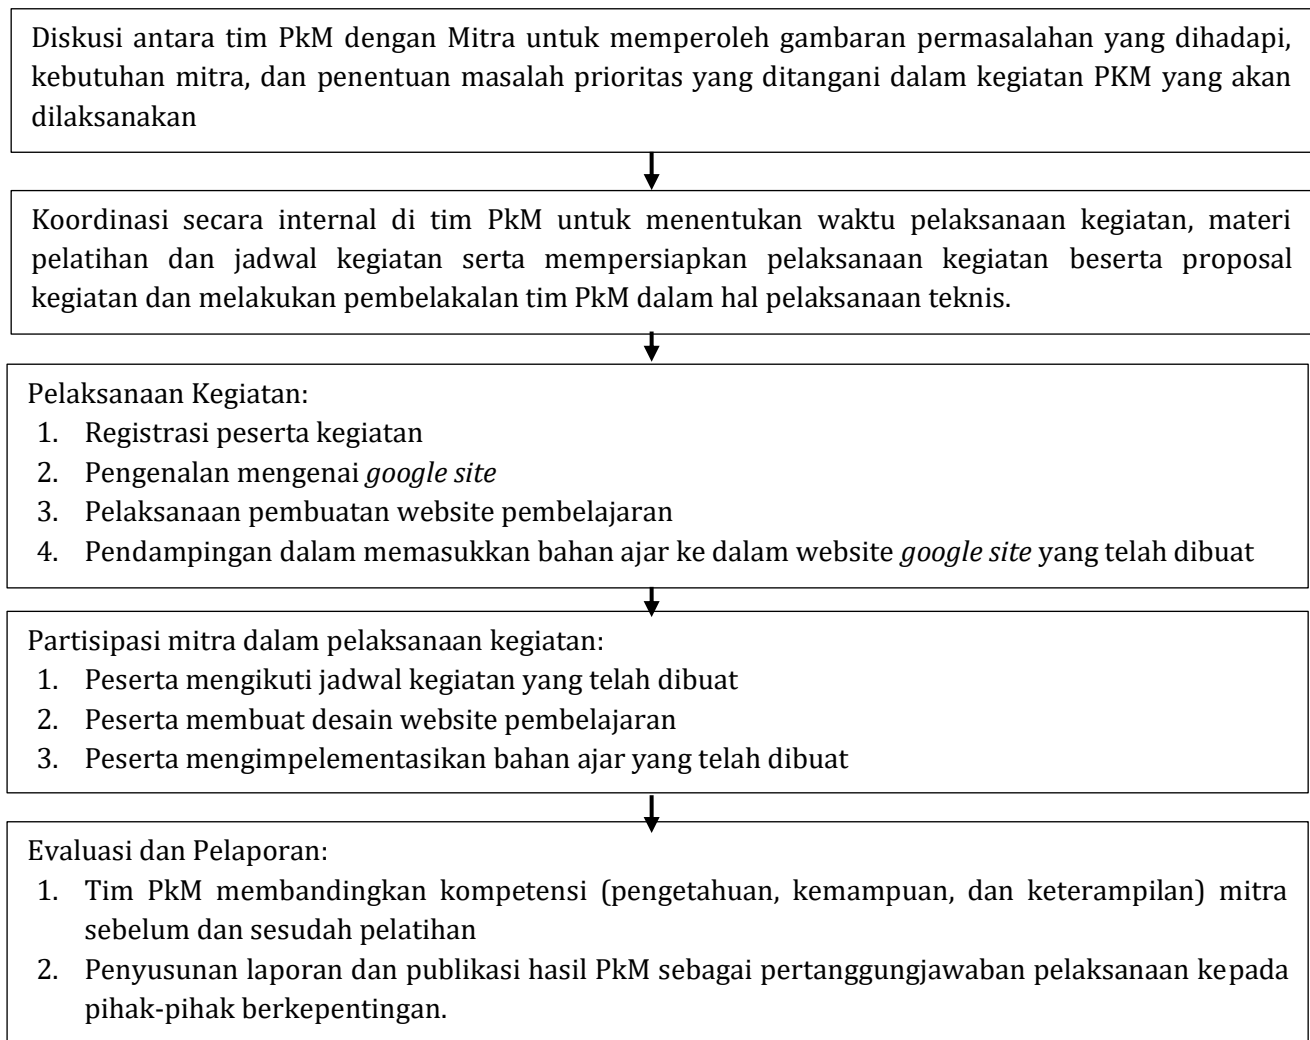 Diskusi antara tim PkM dengan Mitra untuk memperoleh gambaran permasalahan yang dihadapi,
kebutuhan mitra, dan penentuan masalah prioritas yang ditangani dalam kegiatan PKM yang akan
dilaksanakan
Koordinasi secara internal di tim PkM untuk menentukan waktu pelaksanaan kegiatan, materi
pelatihan dan jadwal kegiatan serta mempersiapkan pelaksanaan kegiatan beserta proposal
kegiatan dan melakukan pembelakalan tim PkM dalam hal pelaksanaan teknis.
Pelaksanaan Kegiatan:
1. Registrasi peserta kegiatan
2. Pengenalan mengenai google site
3. Pelaksanaan pembuatan website pembelajaran
4. Pendampingan dalam memasukkan bahan ajar ke dalam website google site yang telah dibuat
Partisipasi mitra dalam pelaksanaan kegiatan:
1. Peserta mengikuti jadwal kegiatan yang telah dibuat
2. Peserta membuat desain website pembelajaran
3. Peserta mengimpelementasikan bahan ajar yang telah dibuat
Evaluasi dan Pelaporan:
1. Tim PkM membandingkan kompetensi (pengetahuan, kemampuan, dan keterampilan) mitra
sebelum dan sesudah pelatihan
2. Penyusunan laporan dan publikasi hasil PkM sebagai pertanggungjawaban pelaksanaan kepada
pihak-pihak berkepentingan.